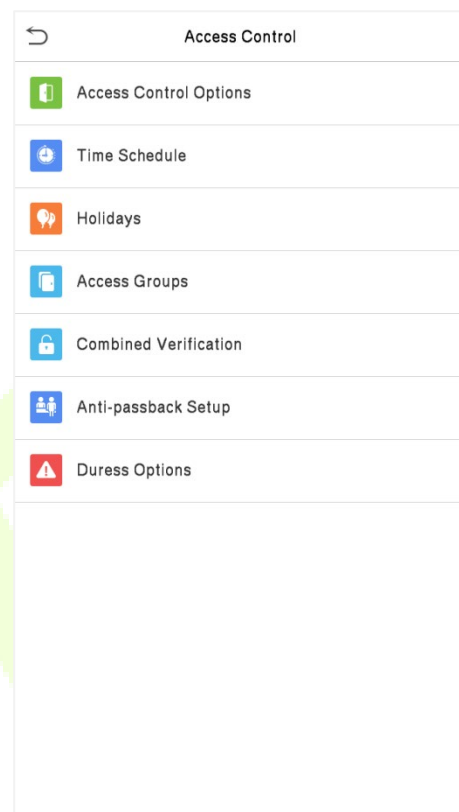 Access Control
Access Control Options
Time Schedule
Holidays
Access Groups
Combined Verification
Anti-passback Setup
Duress Options